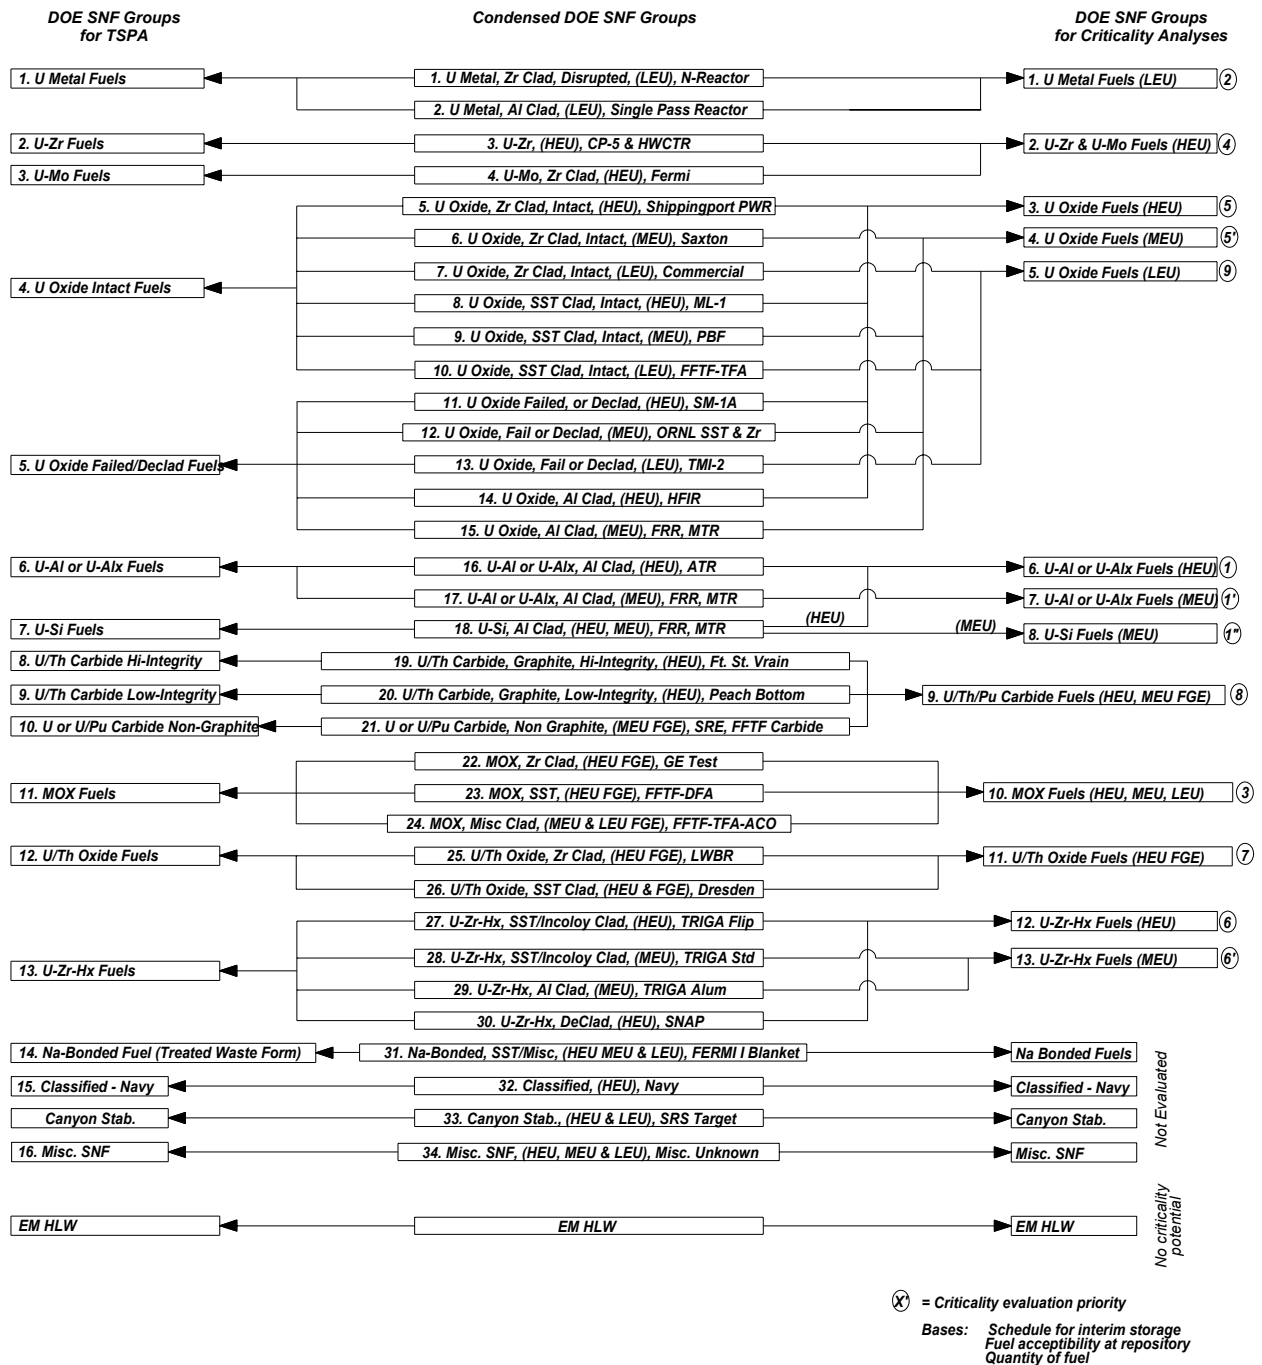 DOE SNF Groups
for TSPA
Condensed DOE SNF Groups
DOE SNF Groups
for Criticality Analyses
1. U Metal Fuels
1. U Metal, Zr Clad, Disrupted, (LEU), N-Reactor
1. U Metal Fuels (LEU)
2
2. U Metal, Al Clad, (LEU), Single Pass Reactor
2. U-Zr Fuels
3. U-Zr, (HEU), CP-5 & HWCTR
2. U-Zr & U-Mo Fuels (HEU)
4
3. U-Mo Fuels
4. U-Mo, Zr Clad, (HEU), Fermi
5. U Oxide, Zr Clad, Intact, (HEU), Shippingport PWR
3. U Oxide Fuels (HEU)
5
6. U Oxide, Zr Clad, Intact, (MEU), Saxton
4. U Oxide Fuels (MEU)
5'
7. U Oxide, Zr Clad, Intact, (LEU), Commercial
5. U Oxide Fuels (LEU)
9
4. U Oxide Intact Fuels
8. U Oxide, SST Clad, Intact, (HEU), ML-1
9. U Oxide, SST Clad, Intact, (MEU), PBF
10. U Oxide, SST Clad, Intact, (LEU), FFTF-TFA
11. U Oxide Failed, or Declad, (HEU), SM-1A
12. U Oxide, Fail or Declad, (MEU), ORNL SST & Zr
5. U Oxide Failed/Declad Fuels
13. U Oxide, Fail or Declad, (LEU), TMI-2
14. U Oxide, Al Clad, (HEU), HFIR
15. U Oxide, Al Clad, (MEU), FRR, MTR
6. U-Al or U-Alx Fuels
16. U-Al or U-Alx, Al Clad, (HEU), ATR
6. U-Al or U-Alx Fuels (HEU)
1
17. U-Al or U-Alx, Al Clad, (MEU), FRR, MTR
7. U-Al or U-Alx Fuels (MEU)
1'
7. U-Si Fuels
18. U-Si, Al Clad, (HEU, MEU), FRR, MTR
(HEU)
(MEU)
8. U-Si Fuels (MEU)
1"
8. U/Th Carbide Hi-Integrity
19. U/Th Carbide, Graphite, Hi-Integrity, (HEU), Ft. St. Vrain
9. U/Th Carbide Low-Integrity
20. U/Th Carbide, Graphite, Low-Integrity, (HEU), Peach Bottom
9. U/Th/Pu Carbide Fuels (HEU, MEU FGE)
8
10. U or U/Pu Carbide Non-Graphite
21. U or U/Pu Carbide, Non Graphite, (MEU FGE), SRE, FFTF Carbide
22. MOX, Zr Clad, (HEU FGE), GE Test
11. MOX Fuels
23. MOX, SST, (HEU FGE), FFTF-DFA
10. MOX Fuels (HEU, MEU, LEU)
3
24. MOX, Misc Clad, (MEU & LEU FGE), FFTF-TFA-ACO
12. U/Th Oxide Fuels
25. U/Th Oxide, Zr Clad, (HEU FGE), LWBR
11. U/Th Oxide Fuels (HEU FGE)
7
26. U/Th Oxide, SST Clad, (HEU & FGE), Dresden
27. U-Zr-Hx, SST/Incoloy Clad, (HEU), TRIGA Flip
12. U-Zr-Hx Fuels (HEU)
6
28. U-Zr-Hx, SST/Incoloy Clad, (MEU), TRIGA Std
13. U-Zr-Hx Fuels (MEU)
6'
13. U-Zr-Hx Fuels
29. U-Zr-Hx, Al Clad, (MEU), TRIGA Alum
30. U-Zr-Hx, DeClad, (HEU), SNAP
14. Na-Bonded Fuel (Treated Waste Form)
31. Na-Bonded, SST/Misc, (HEU MEU & LEU), FERMI I Blanket
Na Bonded Fuels
15. Classified - Navy
32. Classified, (HEU), Navy
Classified - Navy
Canyon Stab.
33. Canyon Stab., (HEU & LEU), SRS Target
Canyon Stab.
16. Misc. SNF
34. Misc. SNF, (HEU, MEU & LEU), Misc. Unknown
Misc. SNF
Not Evaluated
EM HLW
EM HLW
EM HLW
No criticality
potential
X' = Criticality evaluation priority
Bases: Schedule for interim storage
Fuel acceptibility at repository
Quantity of fuel